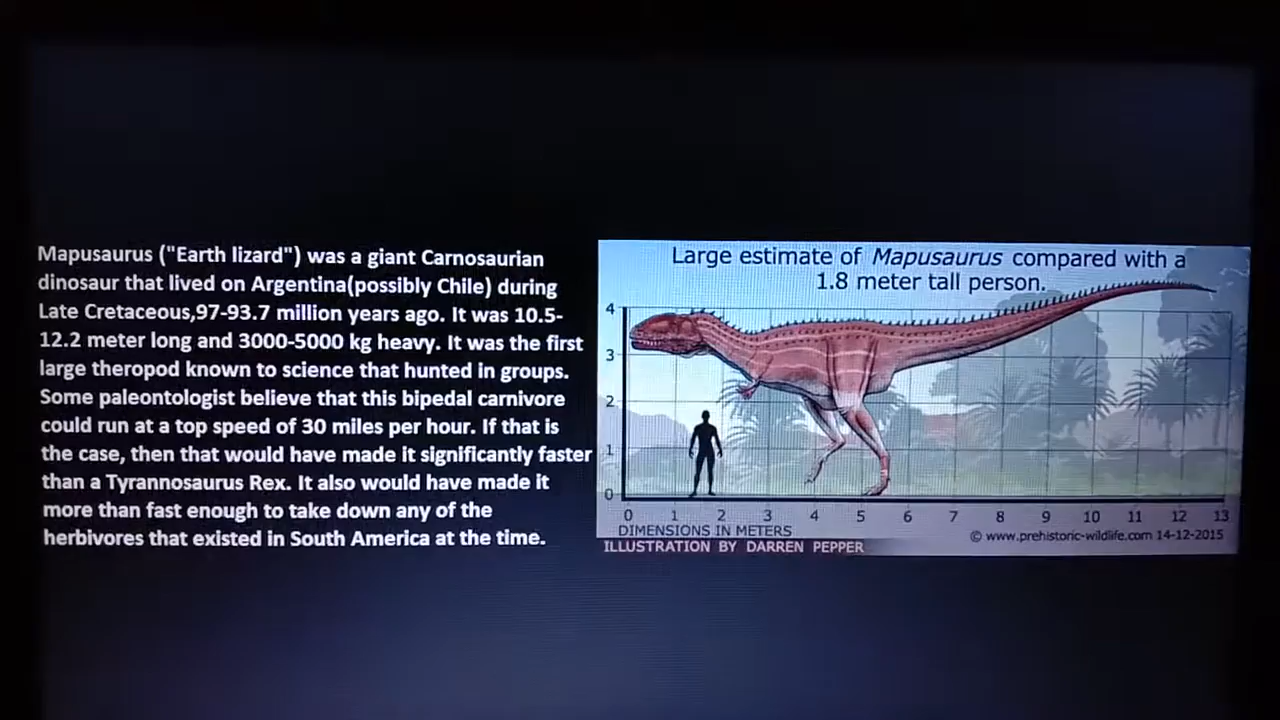 Mapusaurus ("Earth lizard") was a giant Carnosaurian
dinosaur that lived on Argentina(possibly Chile) during
Late Cretaceous,97-93.7 million years ago. It was 10.5-
12.2 meter long and 3000-5000 kg heavy. It was the first
large theropod known to science that hunted in groups.
Some paleontologist believe that this bipedal carnivore
could run at a top speed of 30 miles per hour. If that is
the case, then that would have made it significantly faster
than a Tyrannosaurus Rex. It also would have made it
more than fast enough to take down any of the
herbivores that existed in South America at the time.
Large estimate of Mapusaurus compared with a
1.8 meter tall person.
4
3
2
1
0
0 1 2 3 4 5 6 7 8 9 10 11 12 13
DIMENSIONS IN METERS
© www.prehistoric-wildlife.com 14-12-2015
ILLUSTRATION BY DARREN PEPPER